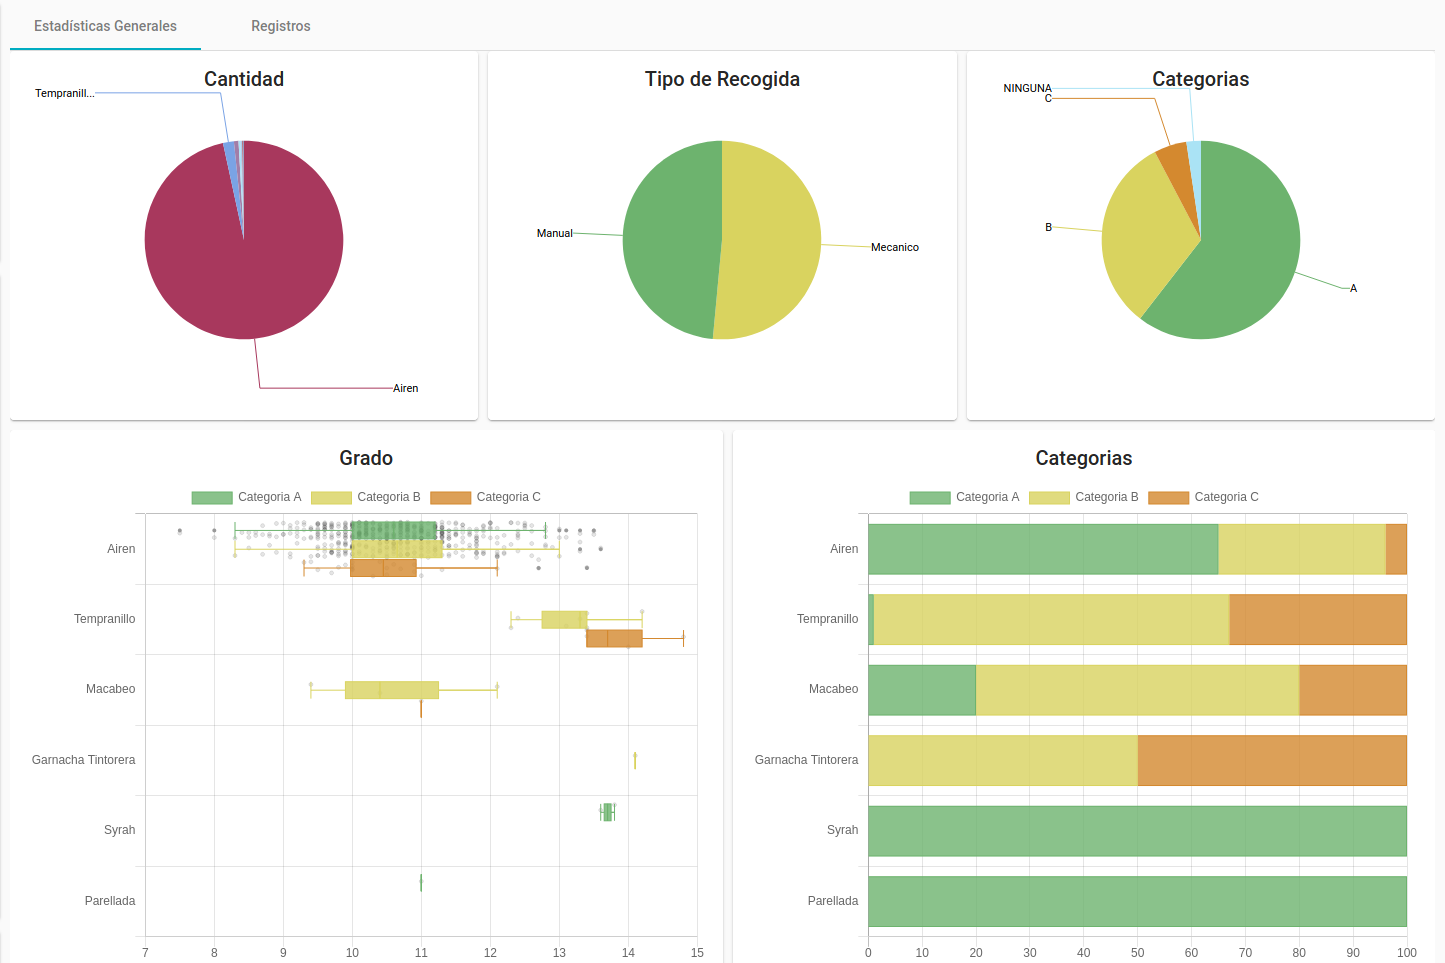 Estadísticas Generales
Registros
Cantidad
Tempranill...
Airen
Tipo de Recogida
Manual
Mecanico
Categorias
NINGUNA
C
B
A
Grado
Categoria A Categoria B Categoria C
Airen
Tempranillo
Macabeo
Garnacha Tintorera
Syrah
Parellada
7 8 9 10 11 12 13 14 15
Categorias
Categoria A Categoria B Categoria C
Airen
Tempranillo
Macabeo
Garnacha Tintorera
Syrah
Parellada
0 10 20 30 40 50 60 70 80 90 100